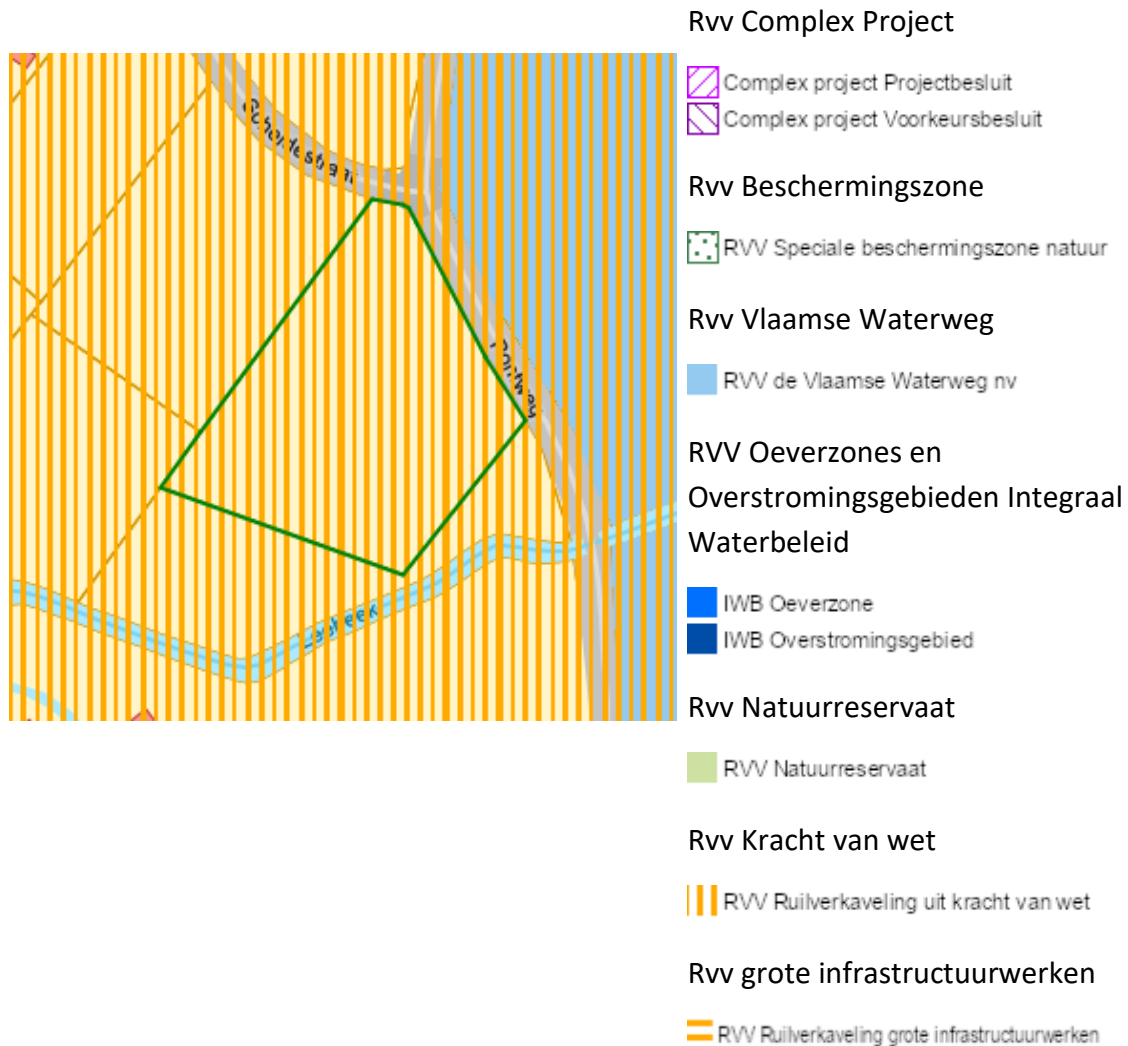 Rvv Complex Project
Complex project Projectbesluit
Complex project Voorkeursbesluit
Rvv Beschermingszone
RVV Speciale beschermingszone natuur
Rvv Vlaamse Waterweg
RVV de Vlaamse Waterweg nv
RVV Oeverzones en
Overstromingsgebieden Integraal
Waterbeleid
IWB Oeverzone
IWB Overstromingsgebied
Rvv Natuurreservaat
RVV Natuurreservaat
Rvv Kracht van wet
RVV Ruilverkaveling uit kracht van wet
Rvv grote infrastructuurwerken
RVV Ruilverkaveling grote infrastructuurwerken